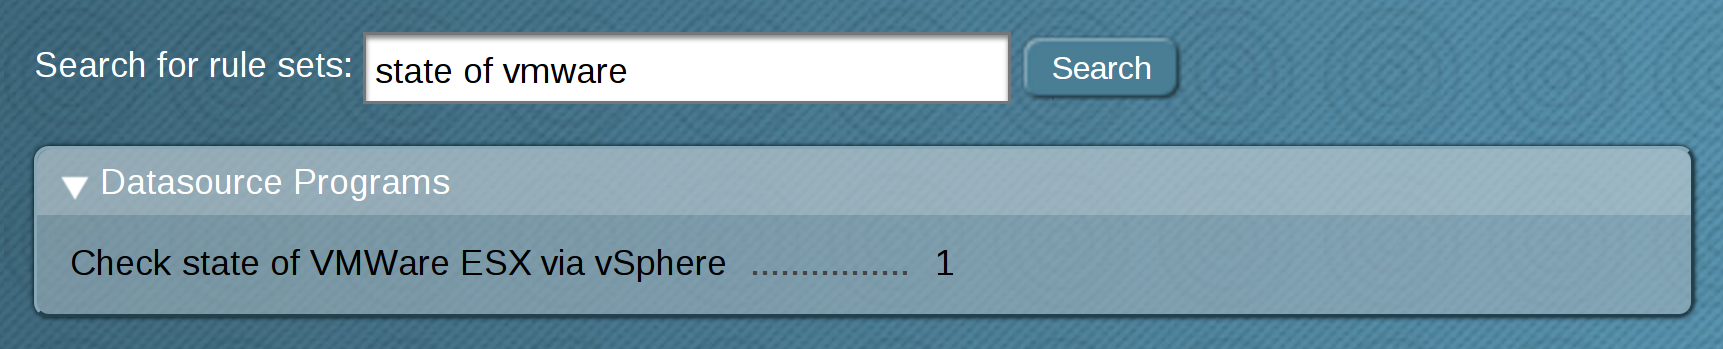 Search for rule sets: state of vmware Search
Datasource Programs
Check state of VMWare ESX via vSphere ................ 1